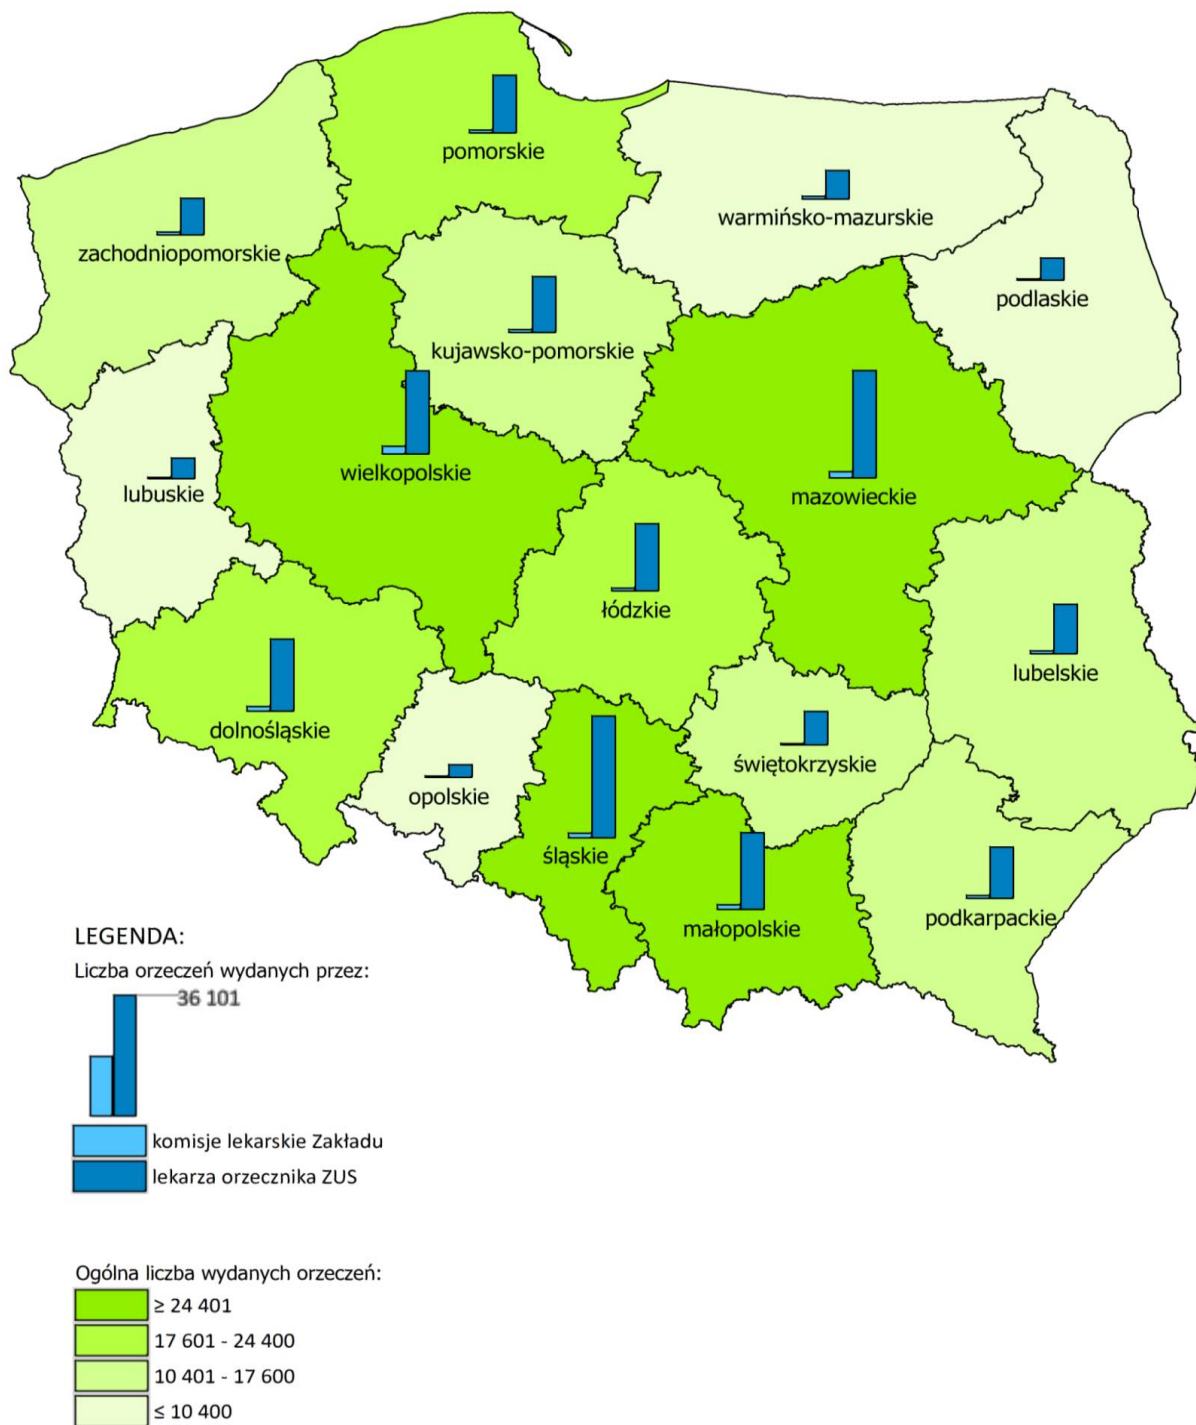 pomorskie
warmińsko-mazurskie
zachodniopomorskie
podlaskie
kujawsko-pomorskie
wielkopolskie
lubuskie
mazowieckie
łódzkie
lubelskie
dolnośląskie
świętokrzyskie
opolskie
śląskie
podkarpackie
małopolskie
LEGENDA:
Liczba orzeczeń wydanych przez:
36 101
komisje lekarskie Zakładu
lekarza orzecznika ZUS
Ogólna liczba wydanych orzeczeń:
≥ 24 401
17 601 - 24 400
10 401 - 17 600
≤ 10 400